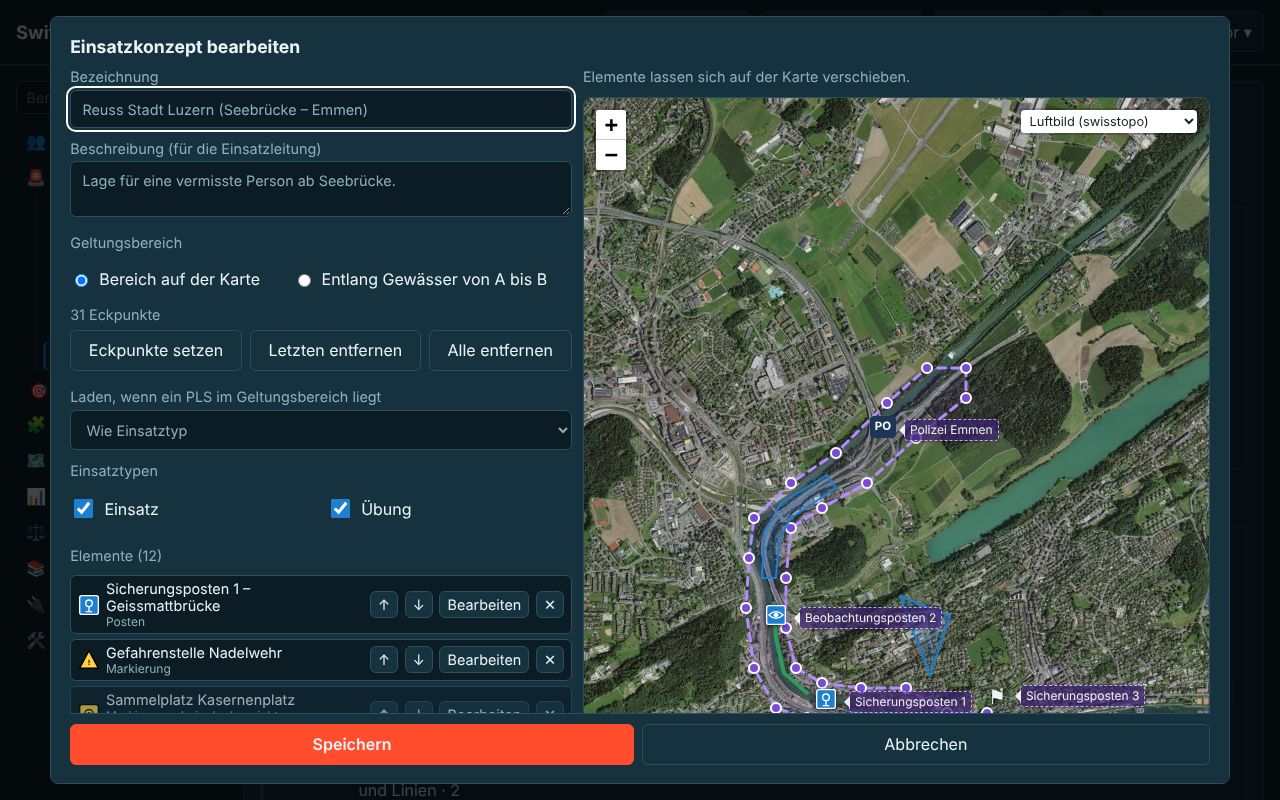 Einsatzkonzept bearbeiten
Bezeichnung
Reuss Stadt Luzern (Seebrücke – Emmen)
Beschreibung (für die Einsatzleitung)
Lage für eine vermisste Person ab Seebrücke.
Geltungsbereich
Bereich auf der Karte
Entlang Gewässer von A bis B
31 Eckpunkte
Eckpunkte setzen
Letzten entfernen
Alle entfernen
Laden, wenn ein PLS im Geltungsbereich liegt
Wie Einsatztyp
Einsatztypen
Einsatz
Übung
Elemente (12)
Sicherungsposten 1 –
Geissmattbrücke
Posten
↑ ↓ Bearbeiten ✕
Gefahrenstelle Nadelwehr
Markierung
↑ ↓ Bearbeiten ✕
Sammelplatz Kasernenplatz
Elemente lassen sich auf der Karte verschieben.
+
−
Luftbild (swisstopo)
PO
Polizei Emmen
Beobachtungsposten 2
Sicherungsposten 1
Sicherungsposten 3
Speichern
Abbrechen
und Linien · 2